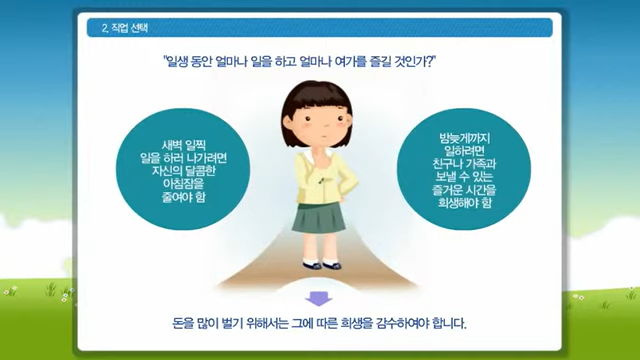 2. 직업 선택
"일생 동안 얼마나 일을 하고 얼마나 여가를 즐길 것인가?"
새벽 일찍
일을 하러 나가려면
자신의 달콤한
아침잠을
줄여야 함
밤늦게까지
일하려면
친구나 가족과
보낼 수 있는
즐거운 시간을
희생해야 함
돈을 많이 벌기 위해서는 그에 따른 희생을 감수하여야 합니다.